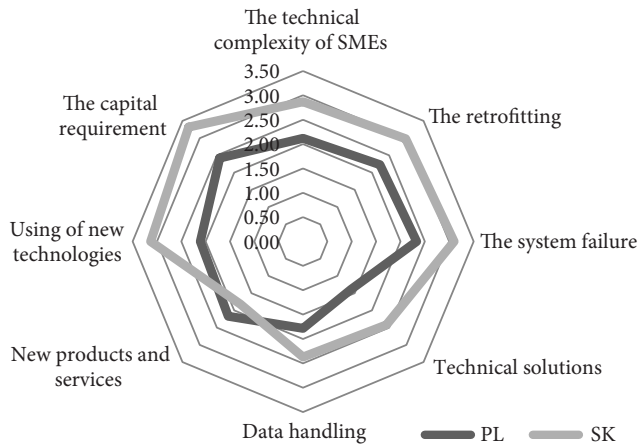 The technical
complexity of SMEs
3.50
3.00
2.50
2.00
1.50
1.00
0.50
0.00
The retrofitting
The system failure
Technical solutions
Data handling
New products and
services
Using of new
technologies
The capital
requirement
PL
SK